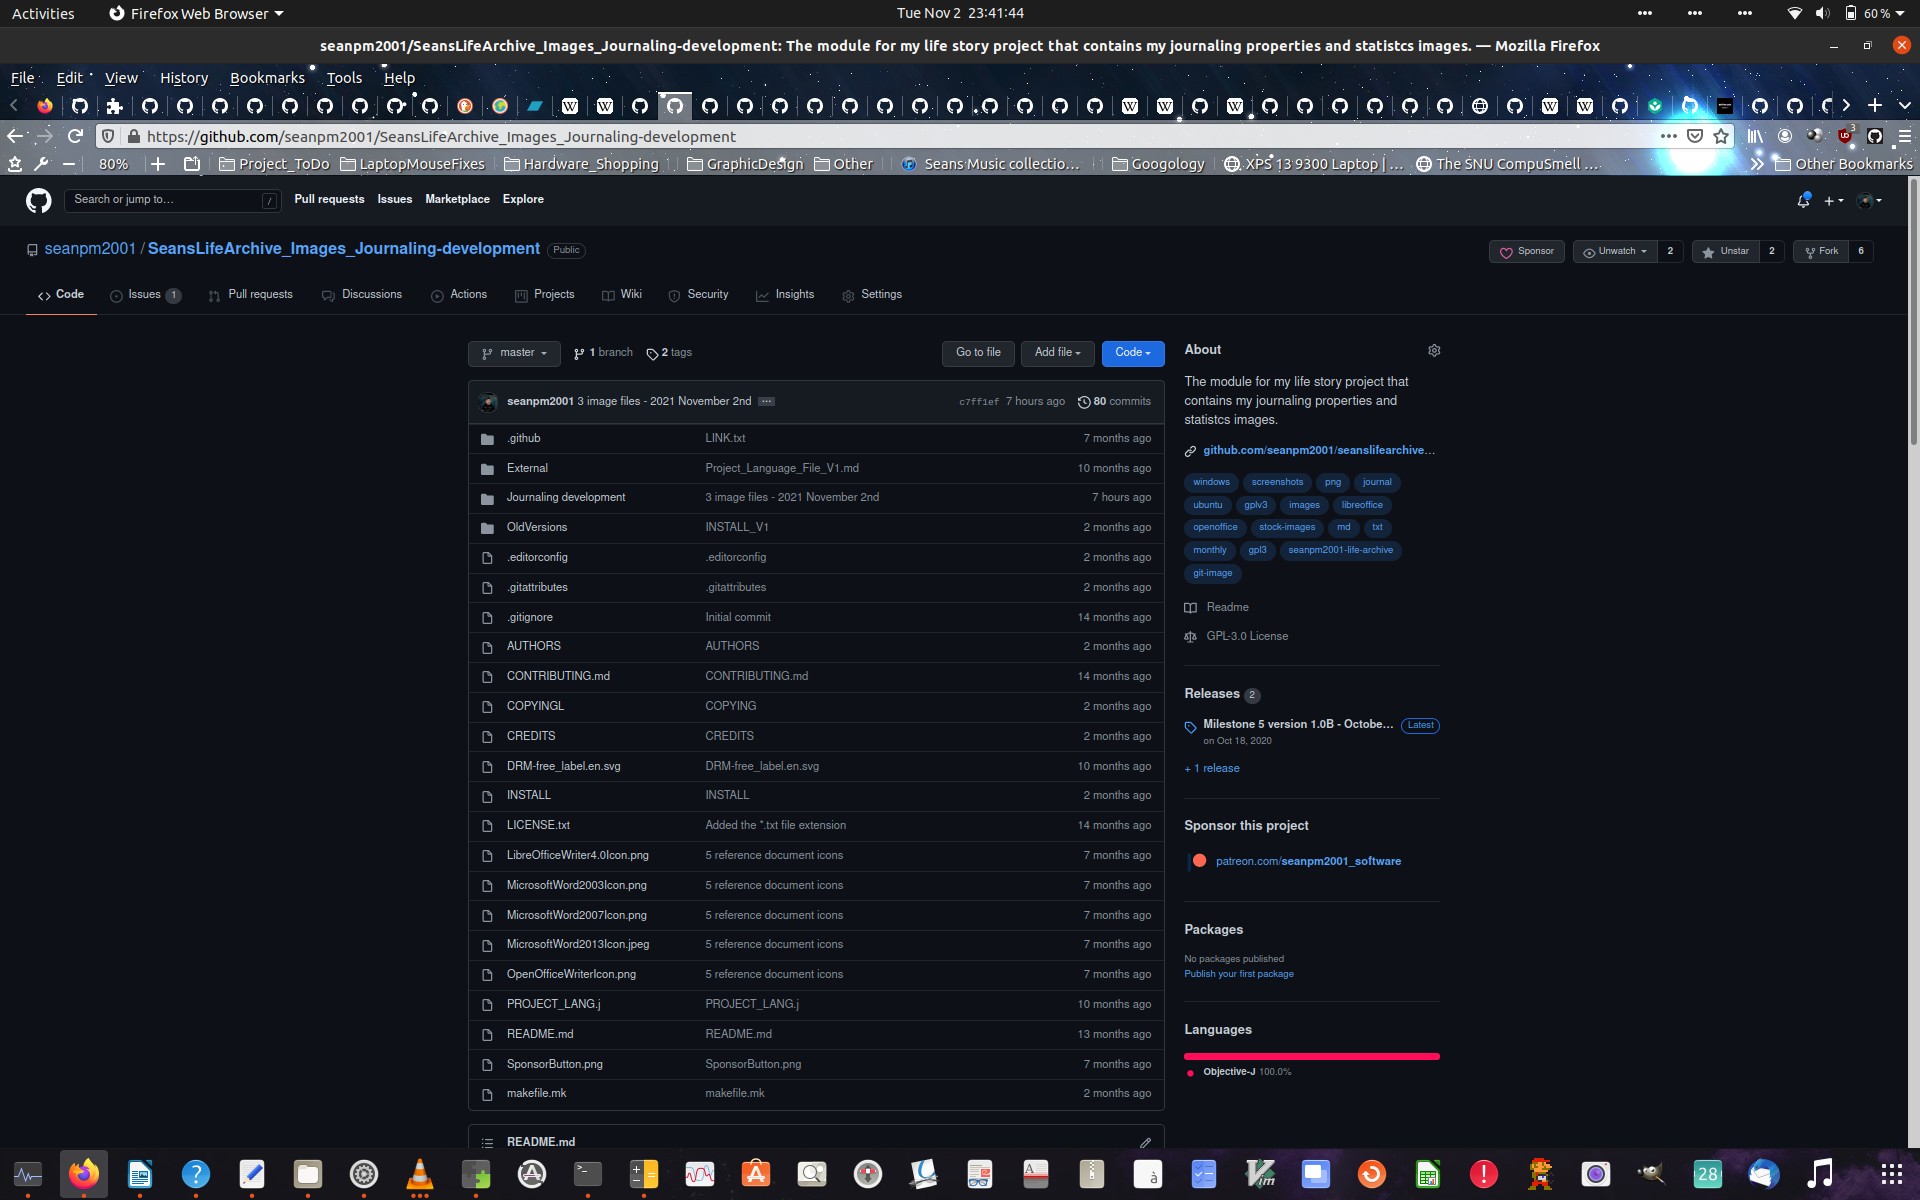 Activities Firefox Web Browser Tue Nov 2 23:41:44 60 %
seanpm2001/SeansLifeArchive_Images_Journaling-development: The module for my life story project that contains my journaling properties and statistcs images. — Mozilla Firefox
File Edit View History Bookmarks Tools Help
https://github.com/seanpm2001/SeansLifeArchive_Images_Journaling-development 3
80% Project_ToDo LaptopMouseFixes Hardware_Shopping GraphicDesign Other Seans Music collectio… Googology XPS 13 9300 Laptop | … The SNU CompuSmell … Other Bookmarks
Search or jump to… / Pull requests Issues Marketplace Explore
seanpm2001 / SeansLifeArchive_Images_Journaling-development Public Sponsor Unwatch 2 Unstar 2 Fork 6
Code Issues 1 Pull requests Discussions Actions Projects Wiki Security Insights Settings
master 1 branch 2 tags Go to file Add file Code
seanpm2001 3 image files - 2021 November 2nd c7ff1ef 7 hours ago 80 commits
.github LINK.txt 7 months ago
External Project_Language_File_V1.md 10 months ago
Journaling development 3 image files - 2021 November 2nd 7 hours ago
OldVersions INSTALL_V1 2 months ago
.editorconfig .editorconfig 2 months ago
.gitattributes .gitattributes 2 months ago
.gitignore Initial commit 14 months ago
AUTHORS AUTHORS 2 months ago
CONTRIBUTING.md CONTRIBUTING.md 14 months ago
COPYINGL COPYING 2 months ago
CREDITS CREDITS 2 months ago
DRM-free_label.en.svg DRM-free_label.en.svg 10 months ago
INSTALL INSTALL 2 months ago
LICENSE.txt Added the *.txt file extension 14 months ago
LibreOfficeWriter4.0Icon.png 5 reference document icons 7 months ago
MicrosoftWord2003Icon.png 5 reference document icons 7 months ago
MicrosoftWord2007Icon.png 5 reference document icons 7 months ago
MicrosoftWord2013Icon.jpeg 5 reference document icons 7 months ago
OpenOfficeWriterIcon.png 5 reference document icons 7 months ago
PROJECT_LANG.j PROJECT_LANG.j 10 months ago
README.md README.md 13 months ago
SponsorButton.png SponsorButton.png 7 months ago
makefile.mk makefile.mk 2 months ago
README.md
About
The module for my life story project that
contains my journaling properties and
statistcs images.
github.com/seanpm2001/seanslifearchive…
windows screenshots png journal
ubuntu gplv3 images libreoffice
openoffice stock-images md txt
monthly gpl3 seanpm2001-life-archive
git-image
Readme
GPL-3.0 License
Releases 2
Milestone 5 version 1.0B - Octobe… Latest
on Oct 18, 2020
+ 1 release
Sponsor this project
patreon.com/seanpm2001_software
Packages
No packages published
Publish your first package
Languages
Objective-J 100.0%
28